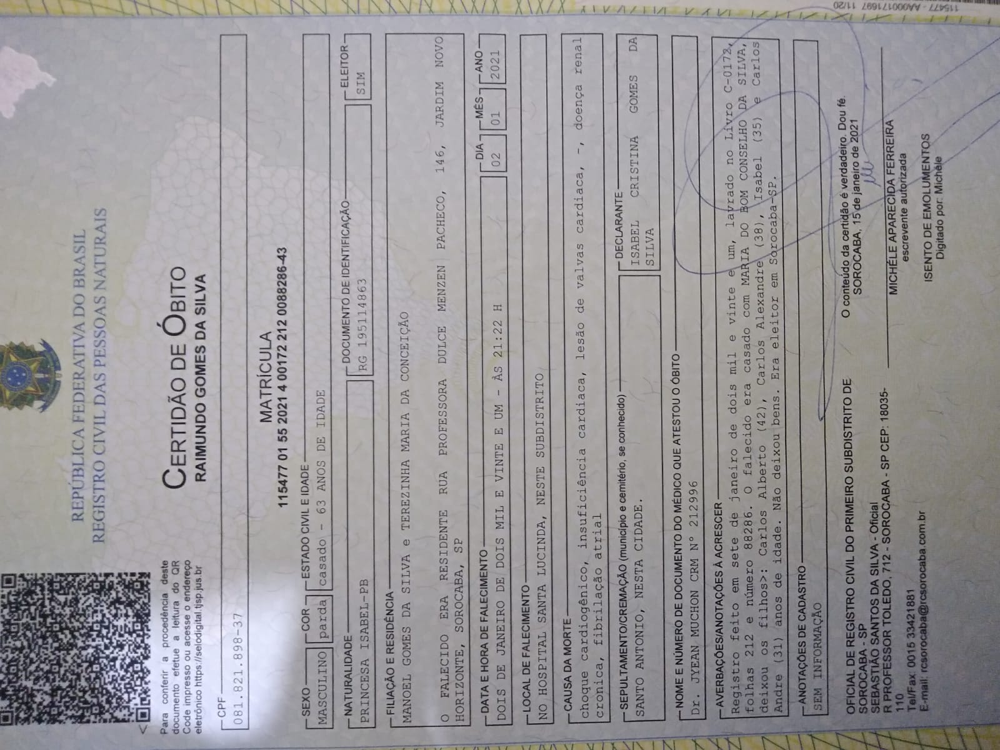 115477 - AA000171697 11/20
REPÚBLICA FEDERATIVA DO BRASIL
REGISTRO CIVIL DAS PESSOAS NATURAIS
Para conferir a procedência deste
documento efetue a leitura do QR
Code impresso ou acesse o endereço
eletrônico https://selodigital.tjsp.jus.br
CERTIDÃO DE ÓBITO
RAIMUNDO GOMES DA SILVA
CPF
081.821.898-37
MATRÍCULA
115477 01 55 2021 4 00172 212 0088286-43
SEXO
MASCULINO
COR
parda
ESTADO CIVIL E IDADE
casado - 63 ANOS DE IDADE
NATURALIDADE
PRINCESA ISABEL-PB
DOCUMENTO DE IDENTIFICAÇÃO
RG 195114863
ELEITOR
SIM
FILIAÇÃO E RESIDÊNCIA
MANOEL GOMES DA SILVA e TEREZINHA MARIA DA CONCEIÇÃO
O FALECIDO ERA RESIDENTE RUA PROFESSORA DULCE MENZEN PACHECO, 146, JARDIM NOVO
HORIZONTE, SOROCABA, SP
DATA E HORA DE FALECIMENTO
DOIS DE JANEIRO DE DOIS MIL E VINTE E UM - ÀS 21:22 H
DIA
02
MÊS
01
ANO
2021
LOCAL DE FALECIMENTO
NO HOSPITAL SANTA LUCINDA, NESTE SUBDISTRITO
CAUSA DA MORTE
choque cardiogênico, insuficiência cardiaca, lesão de valvas cardiaca, -, doença renal
cronica, fibrilação atrial
SEPULTAMENTO/CREMAÇÃO (município e cemitério, se conhecido)
SANTO ANTONIO, NESTA CIDADE.
DECLARANTE
ISABEL CRISTINA GOMES DA
SILVA
NOME E NÚMERO DE DOCUMENTO DO MÉDICO QUE ATESTOU O ÓBITO
Dr. JYEAN MUCHON CRM Nº 212996
AVERBAÇÕES/ANOTAÇÕES À ACRESCER
Registro feito em sete de janeiro de dois mil e vinte e um, lavrado no Livro C-0172,
folhas 212 e número 88286. O falecido era casado com MARIA DO BOM CONSELHO DA SILVA,
deixou os filhos>: Carlos Alberto (42), Carlos Alexandre (38), Isabel (35) e Carlos
Andre (31) anos de idade. Não deixou bens. Era eleitor em Sorocaba-SP.
ANOTAÇÕES DE CADASTRO
SEM INFORMAÇÃO
OFICIAL DE REGISTRO CIVIL DO PRIMEIRO SUBDISTRITO DE
SOROCABA - SP
SEBASTIÃO SANTOS DA SILVA - Oficial
R PROFESSOR TOLEDO, 712 - SOROCABA - SP CEP: 18035-
110
Tel/Fax: 0015 33421881
E-mail: rcsorocaba@rcsorocaba.com.br
O conteúdo da certidão é verdadeiro. Dou fé.
SOROCABA, 15 de janeiro de 2021
MICHÉLE APARECIDA FERREIRA
escrevente autorizada
ISENTO DE EMOLUMENTOS
Digitado por: Michéle